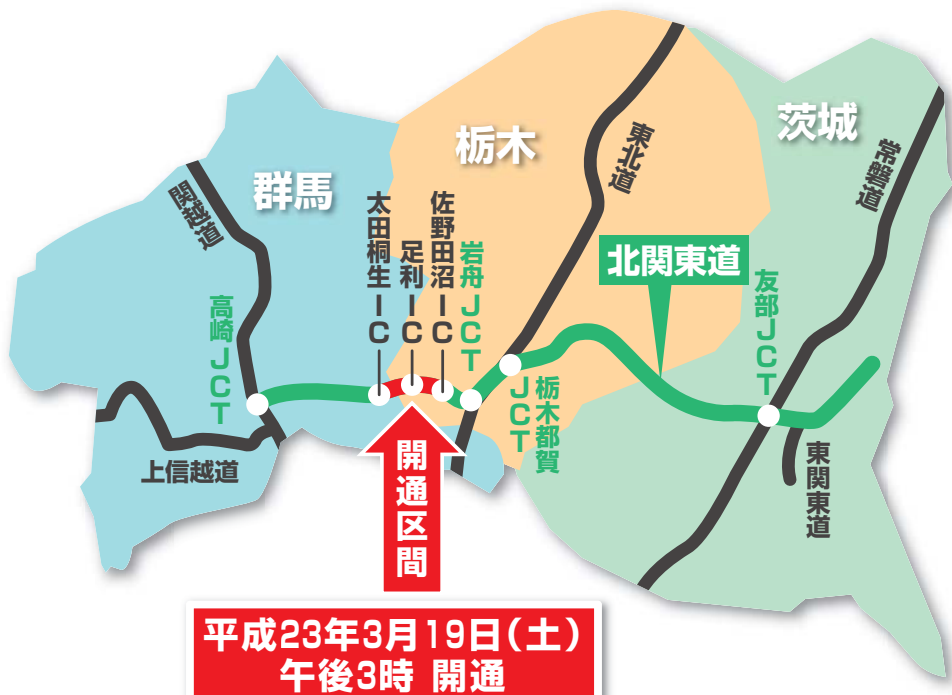 群馬
栃木
茨城
関越道
東北道
常磐道
太田桐生IC
足利IC
佐野田沼IC
岩舟JCT
北関東道
友部JCT
高崎JCT
栃木都賀
JCT
上信越道
東関東道
開通区間
平成23年3月19日(土)
午後3時 開通